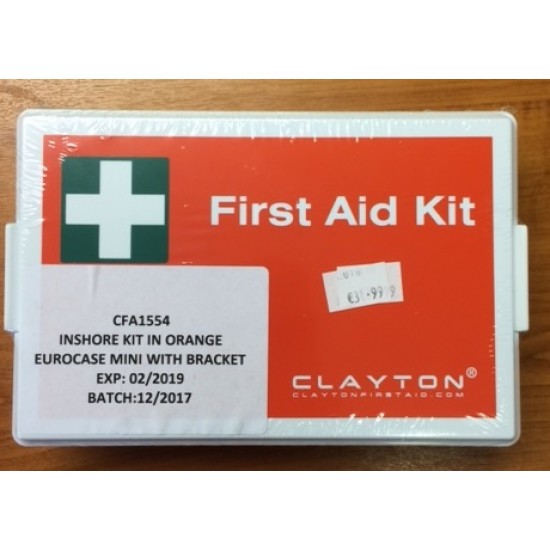 First Aid Kit
CFA1554
INSHORE KIT IN ORANGE
EUROCASE MINI WITH BRACKET
EXP: 02/2019
BATCH:12/2017
CLAYTON®
CLAYTONFIRSTAID.COM